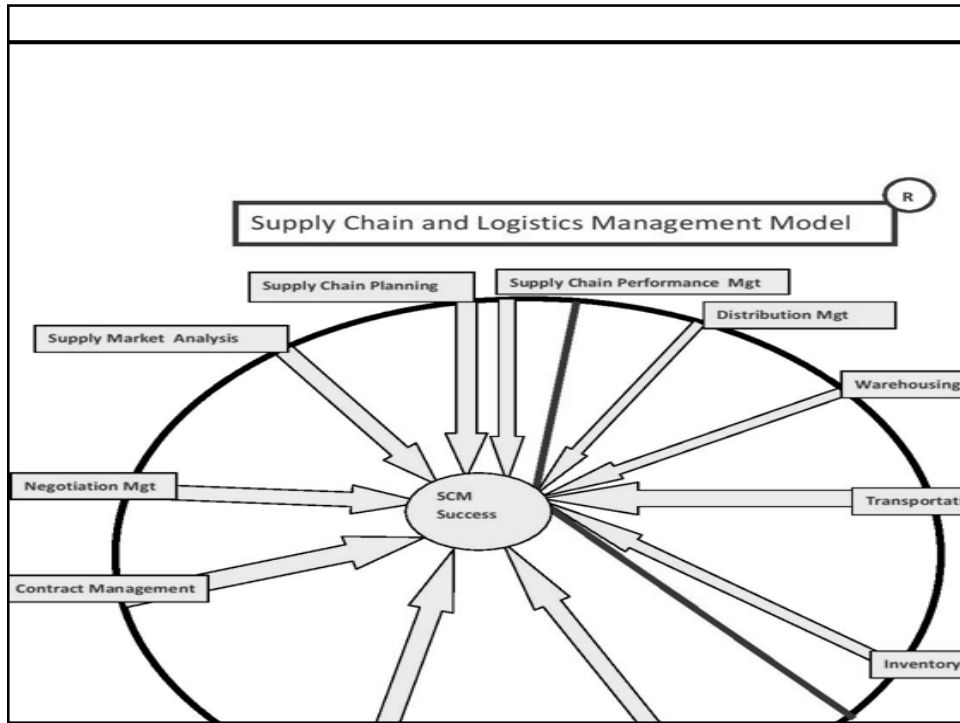 R
Supply Chain and Logistics Management Model
Supply Chain Planning
Supply Chain Performance Mgt
Supply Market Analysis
Distribution Mgt
Warehousing
Negotiation Mgt
SCM
Success
Transportati
Contract Management
Inventory